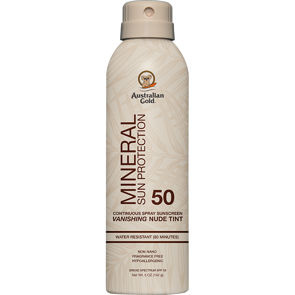 Australian
Gold
MINERAL
SUN PROTECTION
50
CONTINUOUS SPRAY SUNSCREEN
VANISHING NUDE TINT
WATER RESISTANT (80 MINUTES)
NON-NANO
FRAGRANCE FREE
HYPOALLERGENIC
BROAD SPECTRUM SPF 50